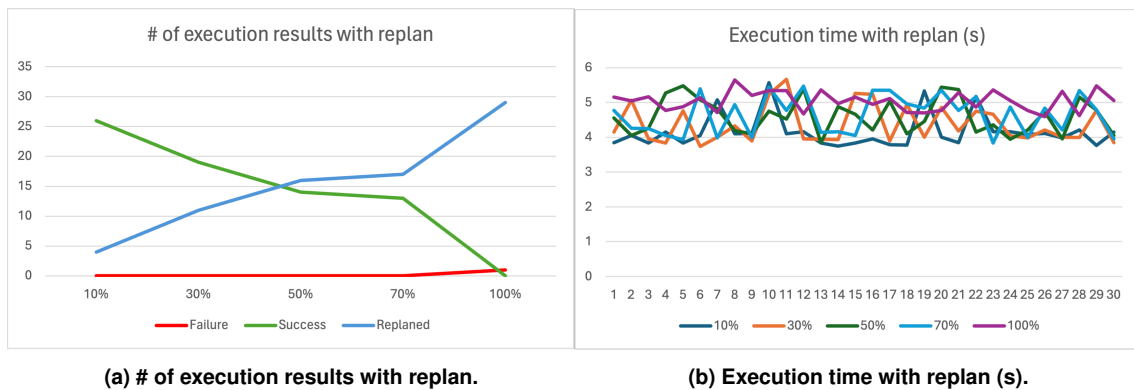 # of execution results with replan
35
30
25
20
15
10
5
0
10% 30% 50% 70% 100%
Failure Success Replaned
(a) # of execution results with replan.
Execution time with replan (s)
6
5
4
3
2
1
0
1 2 3 4 5 6 7 8 9 10 11 12 13 14 15 16 17 18 19 20 21 22 23 24 25 26 27 28 29 30
10% 30% 50% 70% 100%
(b) Execution time with replan (s).